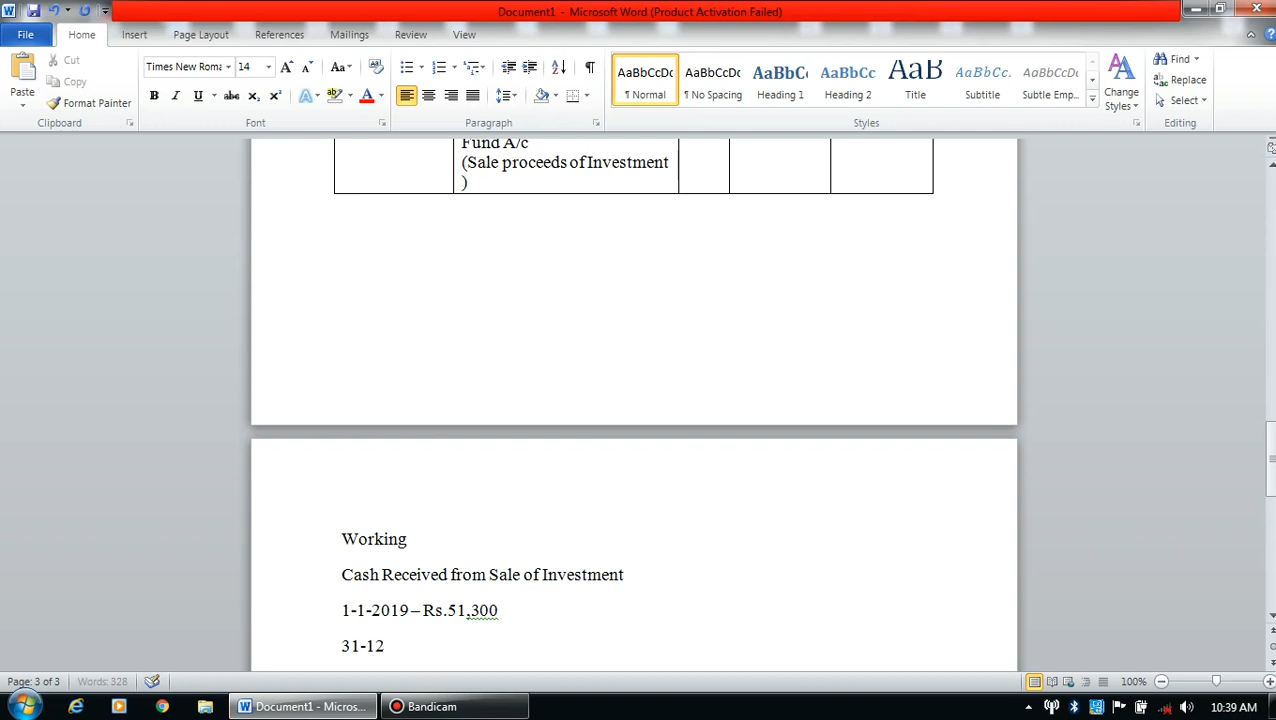 Document1 - Microsoft Word (Product Activation Failed)
File Home Insert Page Layout References Mailings Review View
Paste
Cut
Copy
Format Painter
Clipboard
Times New Roma 14
Font
Paragraph
AaBbCcDc AaBbCcDc AaBbC AaBbCc AaB AaBbCc. AaBbCcDc
¶ Normal ¶ No Spacing Heading 1 Heading 2 Title Subtitle Subtle Emp...
Change Styles
Styles
Find
Replace
Select
Editing
Fund A/c
(Sale proceeds of Investment
)
Working
Cash Received from Sale of Investment
1-1-2019 – Rs.51,300
31-12
Page: 3 of 3 Words: 328 100%
Document1 - Micros... Bandicam 10:39 AM